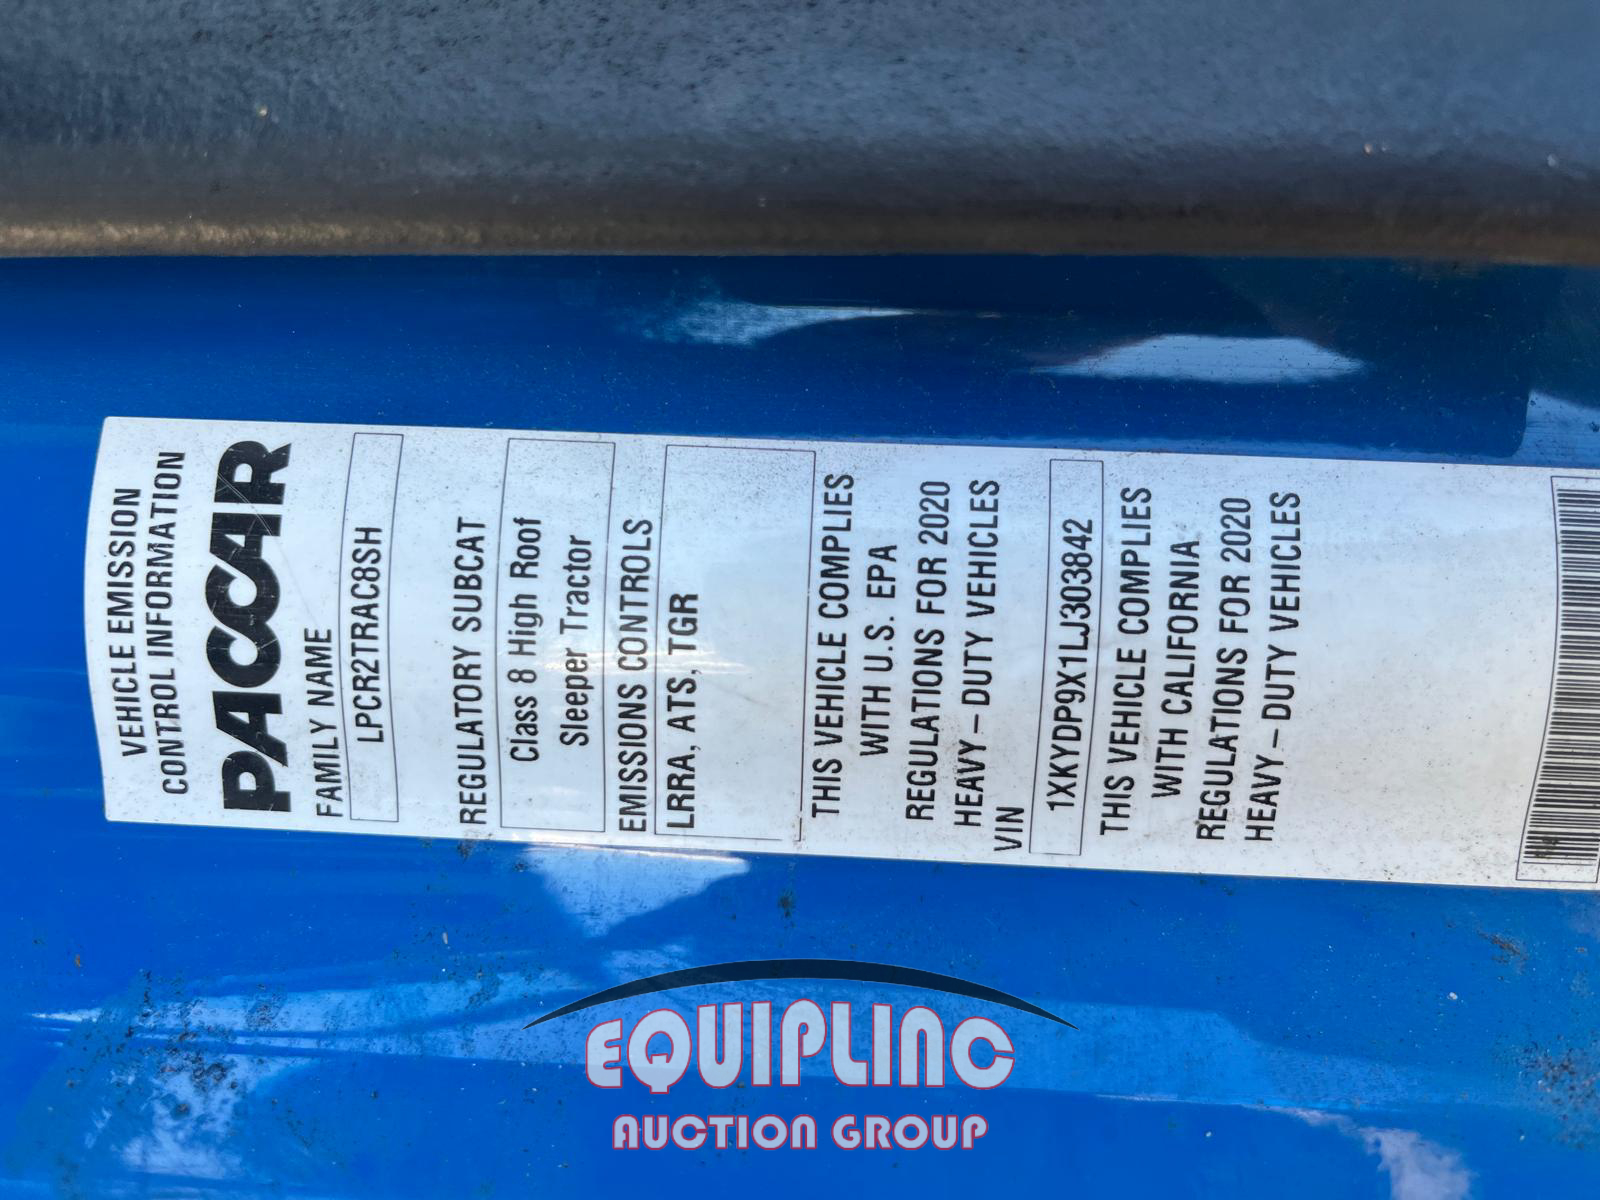 VEHICLE EMISSION
CONTROL INFORMATION
PACCAR
FAMILY NAME
LPCR2TRAC8SH
REGULATORY SUBCAT
Class 8 High Roof
Sleeper Tractor
EMISSIONS CONTROLS
LRRA, ATS, TGR
THIS VEHICLE COMPLIES
WITH U.S. EPA
REGULATIONS FOR 2020
HEAVY-DUTY VEHICLES
VIN
1XKYDP9X1LJ303842
THIS VEHICLE COMPLIES
WITH CALIFORNIA
REGULATIONS FOR 2020
HEAVY-DUTY VEHICLES
EQUIPLINC
AUCTION GROUP